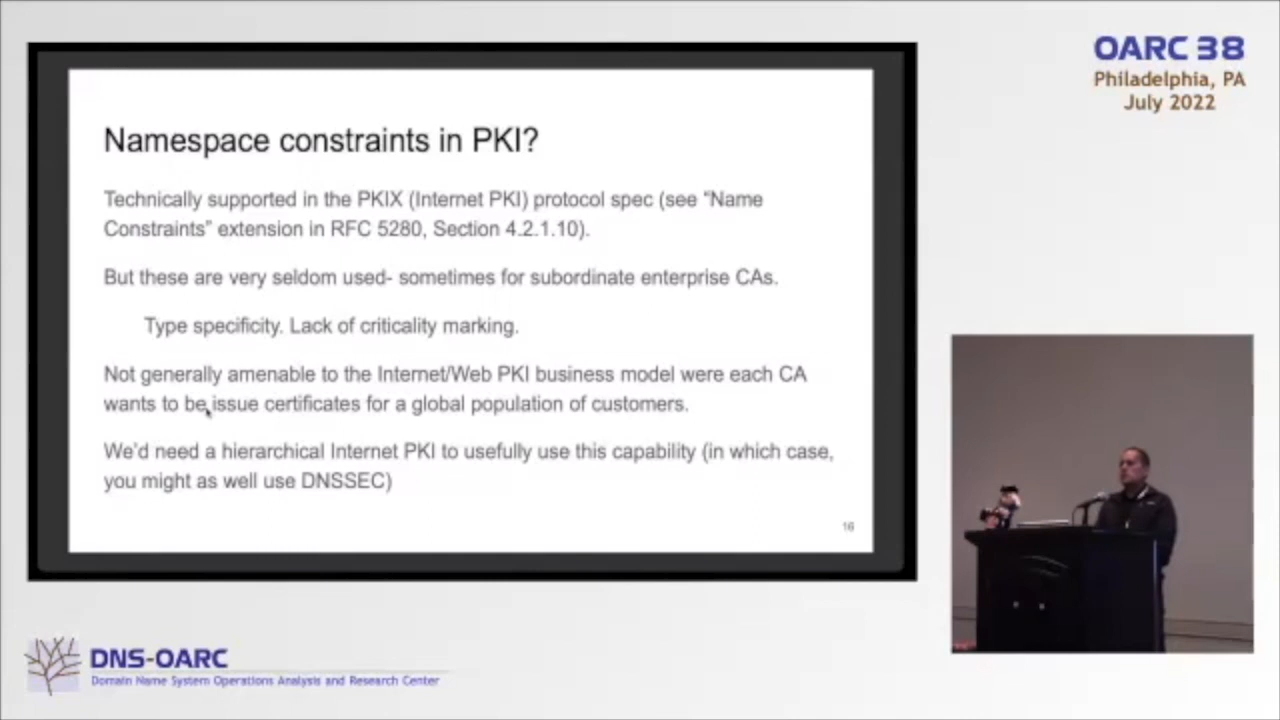 OARC 38
Philadelphia, PA
July 2022
Namespace constraints in PKI?
Technically supported in the PKIX (Internet PKI) protocol spec (see “Name
Constraints” extension in RFC 5280, Section 4.2.1.10).
But these are very seldom used- sometimes for subordinate enterprise CAs.
Type specificity. Lack of criticality marking.
Not generally amenable to the Internet/Web PKI business model were each CA
wants to be issue certificates for a global population of customers.
We’d need a hierarchical Internet PKI to usefully use this capability (in which case,
you might as well use DNSSEC)
16
DNS-OARC
Domain Name System Operations Analysis and Research Center